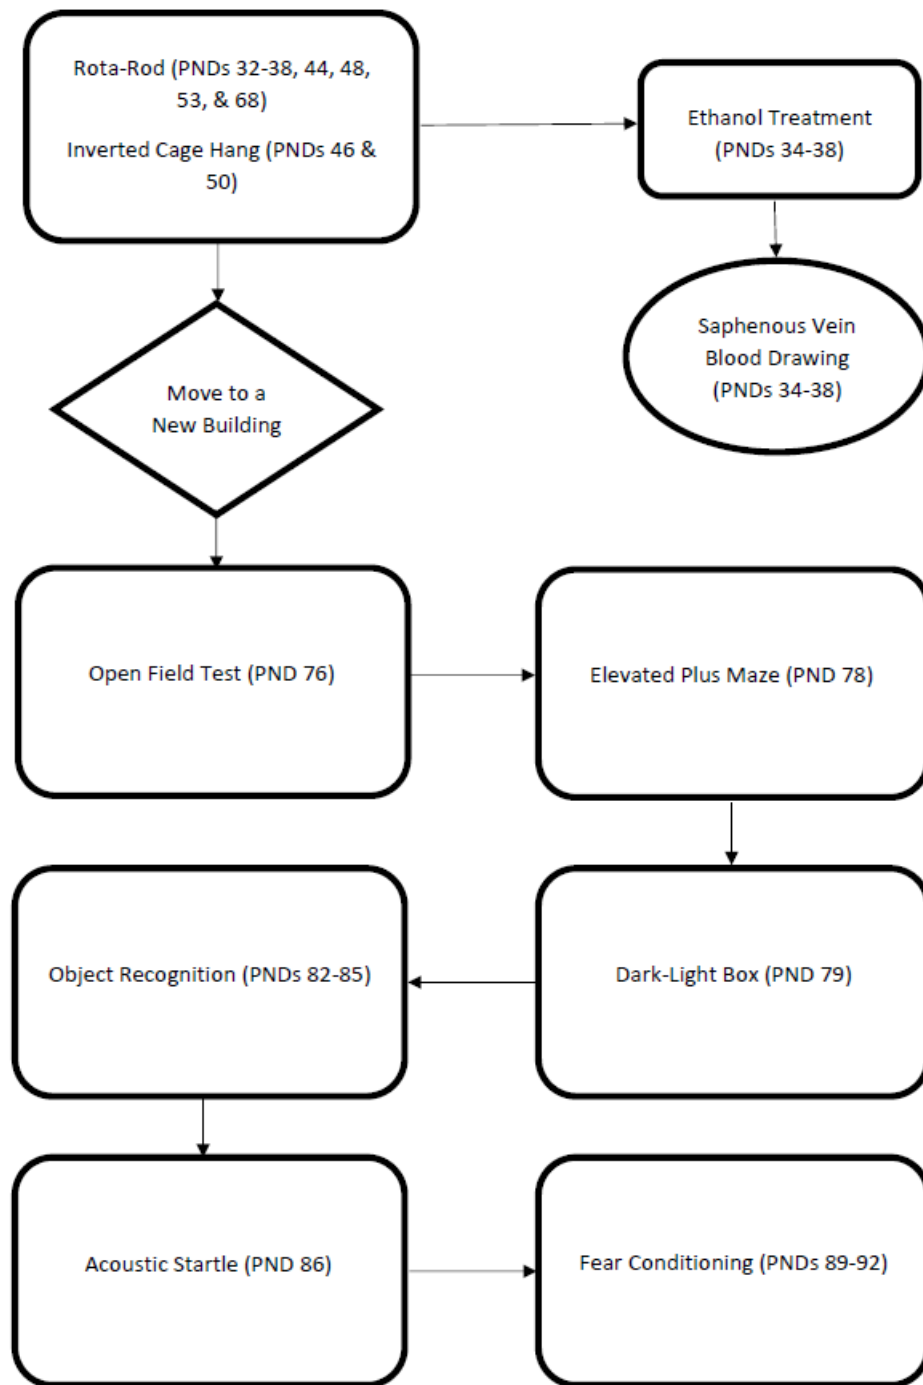 Rota-Rod (PNDs 32-38, 44, 48,
53, & 68)
Inverted Cage Hang (PNDs 46 &
50)
Ethanol Treatment
(PNDs 34-38)
Saphenous Vein
Blood Drawing
(PNDs 34-38)
Move to a
New Building
Open Field Test (PND 76)
Elevated Plus Maze (PND 78)
Object Recognition (PNDs 82-85)
Dark-Light Box (PND 79)
Acoustic Startle (PND 86)
Fear Conditioning (PNDs 89-92)